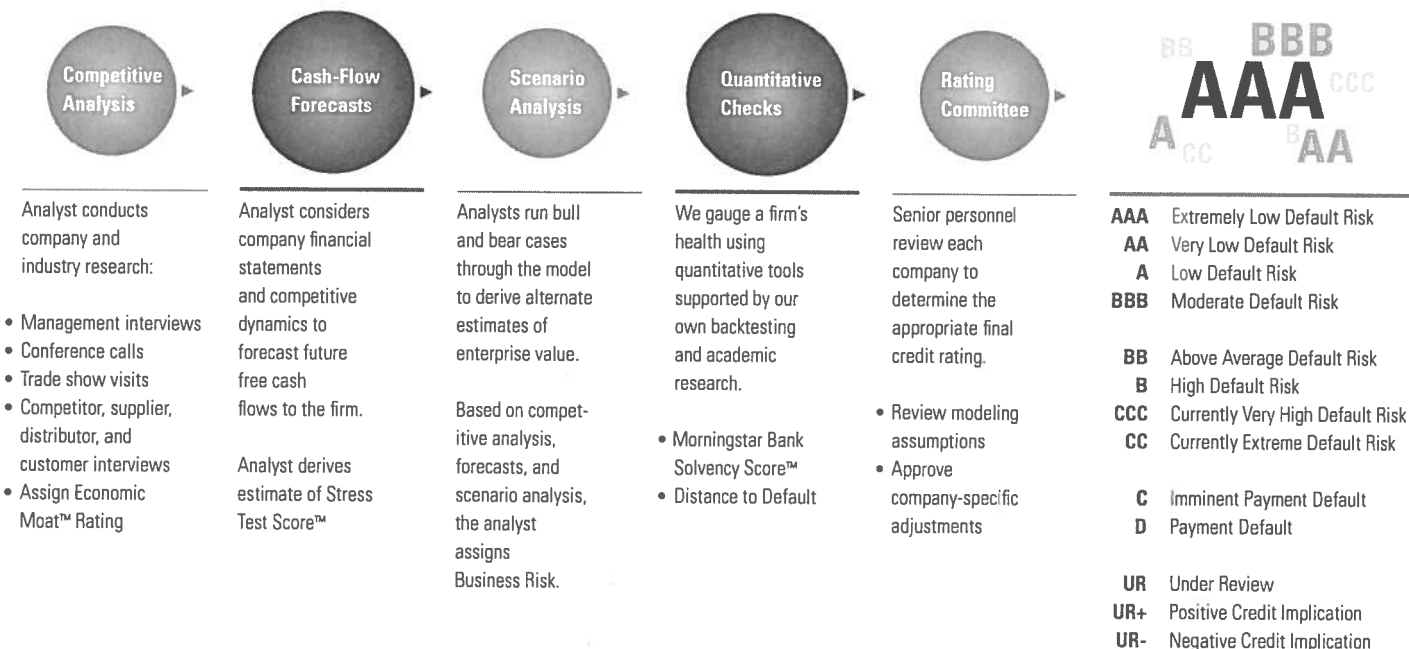 Competitive
Analysis
Cash-Flow
Forecasts
Scenario
Analysis
Quantitative
Checks
Rating
Committee
BB
BBB
AAA
CCC
A
CC
B
AA
Analyst conducts
company and
industry research:
• Management interviews
• Conference calls
• Trade show visits
• Competitor, supplier,
distributor, and
customer interviews
• Assign Economic
Moat™ Rating
Analyst considers
company financial
statements
and competitive
dynamics to
forecast future
free cash
flows to the firm.
Analyst derives
estimate of Stress
Test Score™
Analysts run bull
and bear cases
through the model
to derive alternate
estimates of
enterprise value.
Based on compet-
itive analysis,
forecasts, and
scenario analysis,
the analyst
assigns
Business Risk.
We gauge a firm's
health using
quantitative tools
supported by our
own backtesting
and academic
research.
• Morningstar Bank
Solvency Score™
• Distance to Default
Senior personnel
review each
company to
determine the
appropriate final
credit rating.
• Review modeling
assumptions
• Approve
company-specific
adjustments
AAA Extremely Low Default Risk
AA Very Low Default Risk
A Low Default Risk
BBB Moderate Default Risk
BB Above Average Default Risk
B High Default Risk
CCC Currently Very High Default Risk
CC Currently Extreme Default Risk
C Imminent Payment Default
D Payment Default
UR Under Review
UR+ Positive Credit Implication
UR- Negative Credit Implication